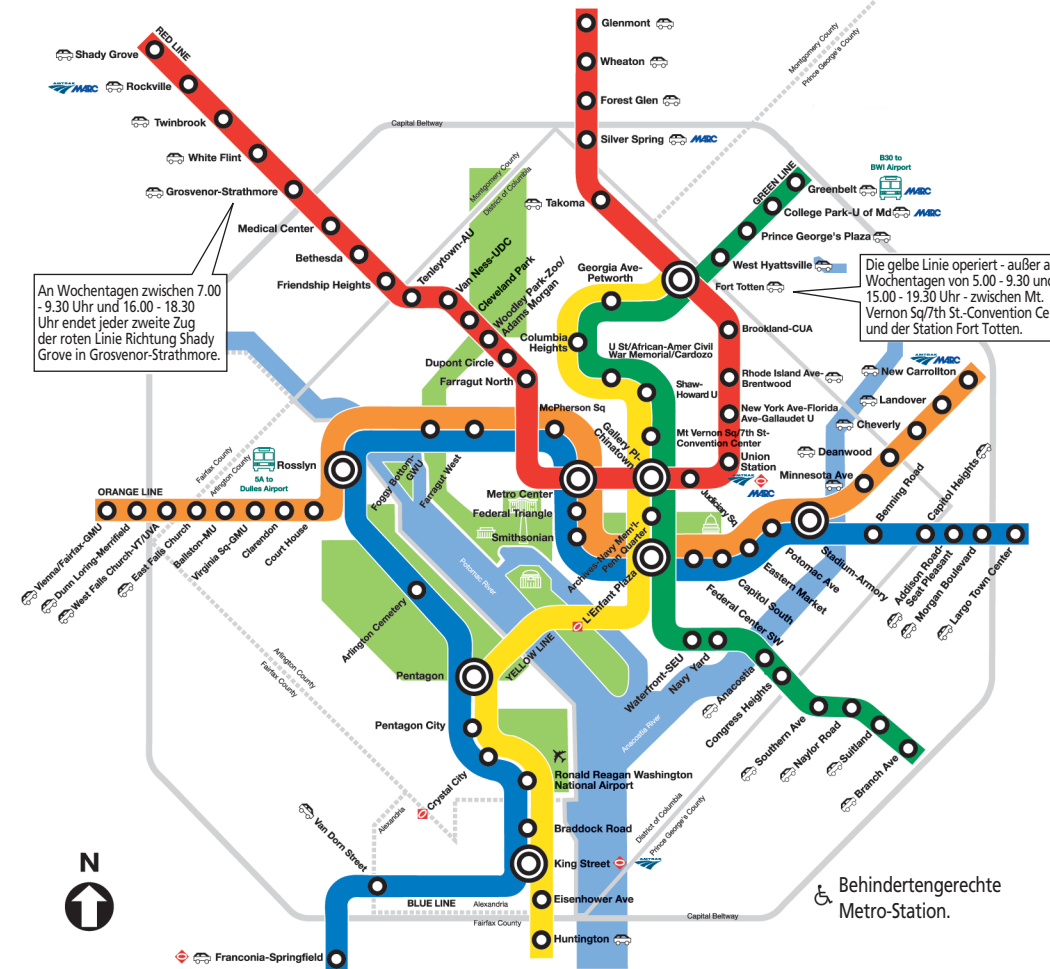 Glenmont
Wheaton
Forest Glen
Silver Spring
MARC
Takoma
RED LINE
Shady Grove
AMTRAK
MARC
Rockville
Twinbrook
White Flint
Grosvenor-Strathmore
Medical Center
Bethesda
Friendship Heights
Tenleytown-AU
Van Ness-UDC
Cleveland Park
Woodley Park-Zoo/
Adams Morgan
Dupont Circle
Farragut North
Capital Beltway
Montgomery County
District of Columbia
Montgomery County
Prince George's County
An Wochentagen zwischen 7.00
- 9.30 Uhr und 16.00 - 18.30
Uhr endet jeder zweite Zug
der roten Linie Richtung Shady
Grove in Grosvenor-Strathmore.
GREEN LINE
B30 to
BWI Airport
Greenbelt
MARC
College Park-U of Md
MARC
Prince George's Plaza
West Hyattsville
Fort Totten
Die gelbe Linie operiert - außer a
Wochentagen von 5.00 - 9.30 und
15.00 - 19.30 Uhr - zwischen Mt.
Vernon Sq/7th St.-Convention Ce
und der Station Fort Totten.
Georgia Ave-
Petworth
Columbia
Heights
U St/African-Amer Civil
War Memorial/Cardozo
Shaw-
Howard U
Mt Vernon Sq/7th St-
Convention Center
Gallery Pl-
Chinatown
Brookland-CUA
Rhode Island Ave-
Brentwood
New York Ave-Florida
Ave-Gallaudet U
Union
Station
AMTRAK
MARC
Judiciary Sq
AMTRAK
MARC
New Carrollton
Landover
Cheverly
Deanwood
Minnesota Ave
Benning Road
Capitol Heights
McPherson Sq
Metro Center
Federal Triangle
Smithsonian
Foggy Bottom-
GWU
Farragut West
Rosslyn
5A to
Dulles Airport
Fairfax County
Arlington County
ORANGE LINE
Vienna/Fairfax-GMU
Dunn Loring-Merrifield
West Falls Church-VT/UVA
East Falls Church
Ballston-MU
Virginia Sq-GMU
Clarendon
Court House
Archives-Navy Mem'l-
Penn Quarter
L'Enfant Plaza
Federal Center SW
Capitol South
Eastern Market
Potomac Ave
Stadium-Armory
Addison Road-
Seat Pleasant
Morgan Boulevard
Largo Town Center
Potomac River
Arlington Cemetery
Pentagon
YELLOW LINE
Arlington County
Fairfax County
Waterfront-SEU
Navy Yard
Anacostia
Congress Heights
Southern Ave
Naylor Road
Suitland
Branch Ave
Anacostia River
Pentagon City
Crystal City
Ronald Reagan Washington
National Airport
Braddock Road
King Street
AMTRAK
Eisenhower Ave
Huntington
District of Columbia
Prince George's County
Alexandria
Van Dorn Street
BLUE LINE
Alexandria
Fairfax County
Capital Beltway
Franconia-Springfield
N
Behindertengerechte
Metro-Station.